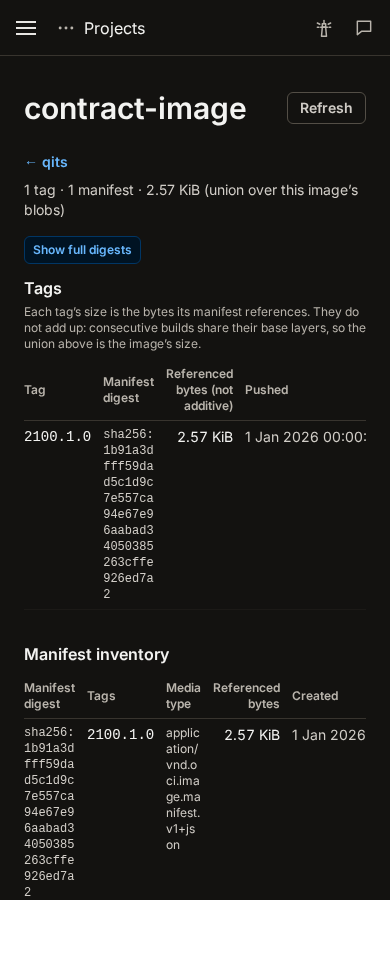 Projects
contract-image
Refresh
← qits
1 tag · 1 manifest · 2.57 KiB (union over this image's
blobs)
Show full digests
Tags
Each tag's size is the bytes its manifest references. They do
not add up: consecutive builds share their base layers, so the
union above is the image's size.
Tag
Manifest
digest
Referenced
bytes (not
additive)
Pushed
2100.1.0
sha256:
1b91a3d
fff59da
d5c1d9c
7e557ca
94e67e9
6aabad3
4050385
263cffe
926ed7a
2
2.57 KiB
1 Jan 2026 00:00:
Manifest inventory
Manifest
digest
Tags
Media
type
Referenced
bytes
Created
sha256:
1b91a3d
fff59da
d5c1d9c
7e557ca
94e67e9
6aabad3
4050385
263cffe
926ed7a
2
2100.1.0
applic
ation/
vnd.o
ci.ima
ge.ma
nifest.
v1+js
on
2.57 KiB
1 Jan 2026